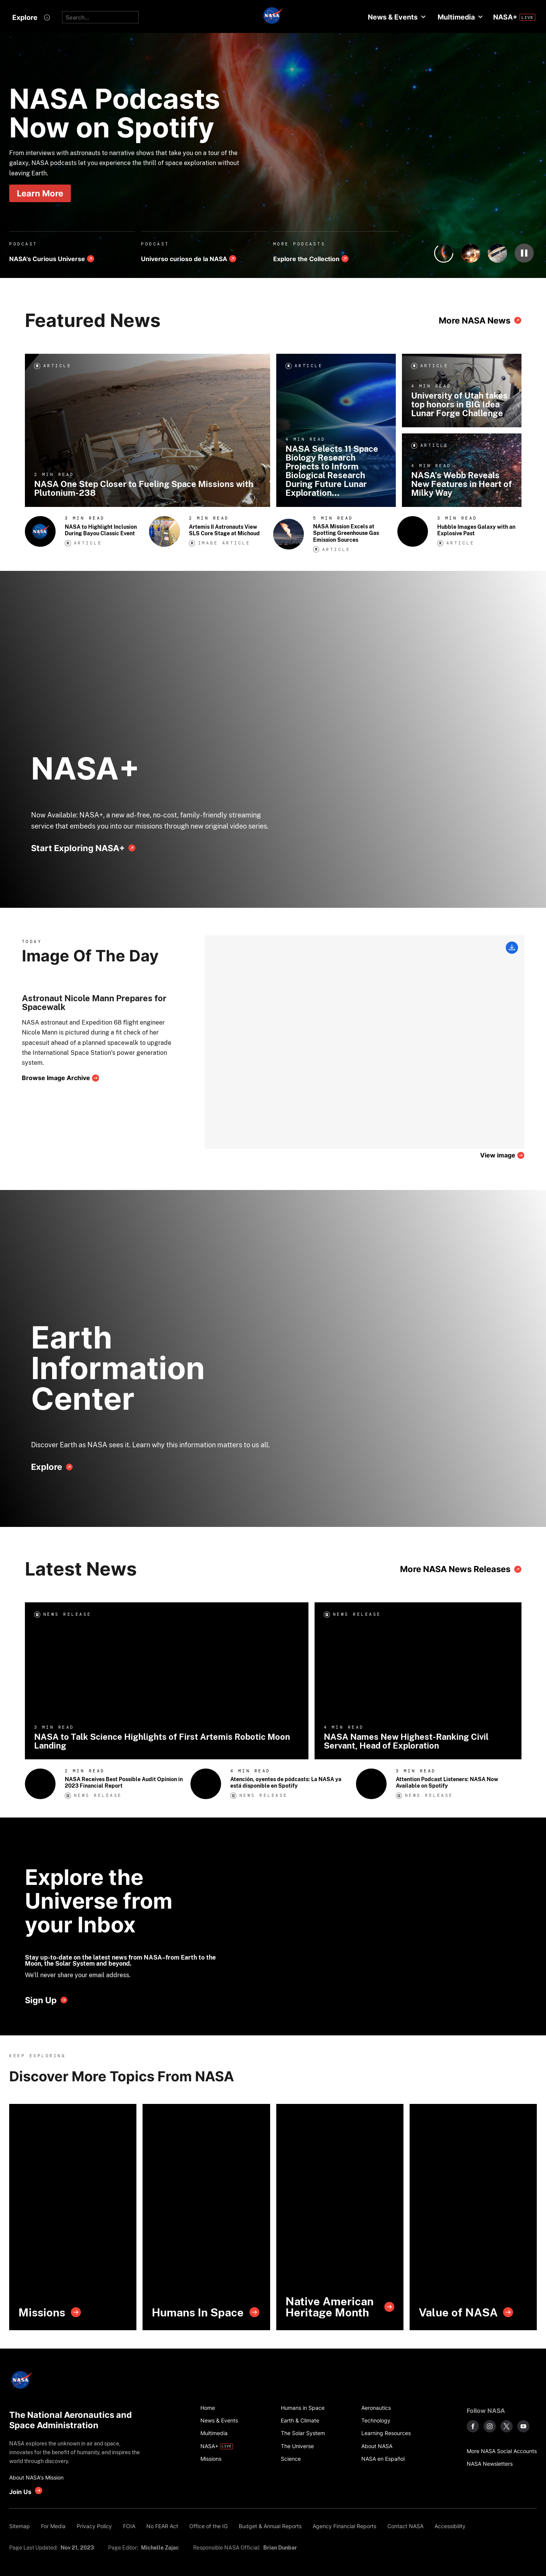 Explore
Search...
NASA
News & Events
Multimedia
NASA+ LIVE
NASA Podcasts
Now on Spotify
From interviews with astronauts to narrative shows that take you on a tour of the
galaxy, NASA podcasts let you experience the thrill of space exploration without
leaving Earth.
Learn More
PODCAST
NASA's Curious Universe
PODCAST
Universo curioso de la NASA
MORE PODCASTS
Explore the Collection
Featured News
More NASA News
ARTICLE
2 MIN READ
NASA One Step Closer to Fueling Space Missions with
Plutonium-238
ARTICLE
4 MIN READ
NASA Selects 11 Space
Biology Research
Projects to Inform
Biological Research
During Future Lunar
Exploration...
ARTICLE
4 MIN READ
University of Utah takes
top honors in BIG Idea
Lunar Forge Challenge
ARTICLE
4 MIN READ
NASA's Webb Reveals
New Features in Heart of
Milky Way
NASA
3 MIN READ
NASA to Highlight Inclusion
During Bayou Classic Event
ARTICLE
2 MIN READ
Artemis II Astronauts View
SLS Core Stage at Michoud
IMAGE ARTICLE
5 MIN READ
NASA Mission Excels at
Spotting Greenhouse Gas
Emission Sources
ARTICLE
3 MIN READ
Hubble Images Galaxy with an
Explosive Past
ARTICLE
NASA+
Now Available: NASA+, a new ad-free, no-cost, family-friendly streaming
service that embeds you into our missions through new original video series.
Start Exploring NASA+
TODAY
Image Of The Day
Astronaut Nicole Mann Prepares for
Spacewalk
NASA astronaut and Expedition 68 flight engineer
Nicole Mann is pictured during a fit check of her
spacesuit ahead of a planned spacewalk to upgrade
the International Space Station's power generation
system.
Browse Image Archive
View image
Earth
Information
Center
Discover Earth as NASA sees it. Learn why this information matters to us all.
Explore
Latest News
More NASA News Releases
NEWS RELEASE
3 MIN READ
NASA to Talk Science Highlights of First Artemis Robotic Moon
Landing
NEWS RELEASE
4 MIN READ
NASA Names New Highest-Ranking Civil
Servant, Head of Exploration
2 MIN READ
NASA Receives Best Possible Audit Opinion in
2023 Financial Report
NEWS RELEASE
4 MIN READ
Atención, oyentes de pódcasts: La NASA ya
está disponible en Spotify
NEWS RELEASE
3 MIN READ
Attention Podcast Listeners: NASA Now
Available on Spotify
NEWS RELEASE
Explore the
Universe from
your Inbox
Stay up-to-date on the latest news from NASA–from Earth to the
Moon, the Solar System and beyond.
We'll never share your email address.
Sign Up
KEEP EXPLORING
Discover More Topics From NASA
Missions
Humans In Space
Native American
Heritage Month
Value of NASA
NASA
The National Aeronautics and
Space Administration
NASA explores the unknown in air and space,
innovates for the benefit of humanity, and inspires the
world through discovery.
About NASA's Mission
Join Us
Home
News & Events
Multimedia
NASA+ LIVE
Missions
Humans in Space
Earth & Climate
The Solar System
The Universe
Science
Aeronautics
Technology
Learning Resources
About NASA
NASA en Español
Follow NASA
More NASA Social Accounts
NASA Newsletters
Sitemap
For Media
Privacy Policy
FOIA
No FEAR Act
Office of the IG
Budget & Annual Reports
Agency Financial Reports
Contact NASA
Accessibility
Page Last Updated: Nov 21, 2023
Page Editor: Michelle Zajac
Responsible NASA Official: Brian Dunbar